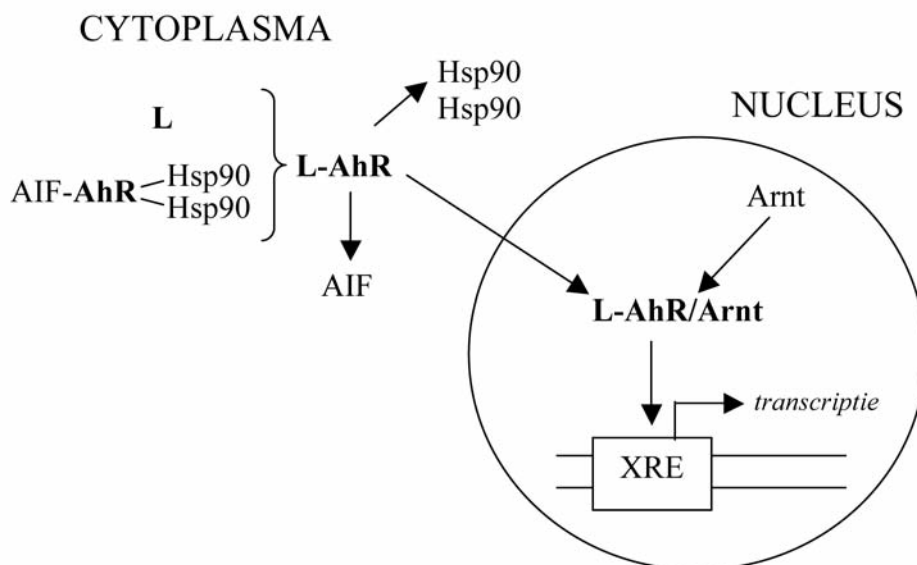 CYTOPLASMA
Hsp90
Hsp90
NUCLEUS
L
AIF-AhR
Hsp90
Hsp90
L-AhR
AIF
Arnt
L-AhR/Arnt
transcriptie
XRE